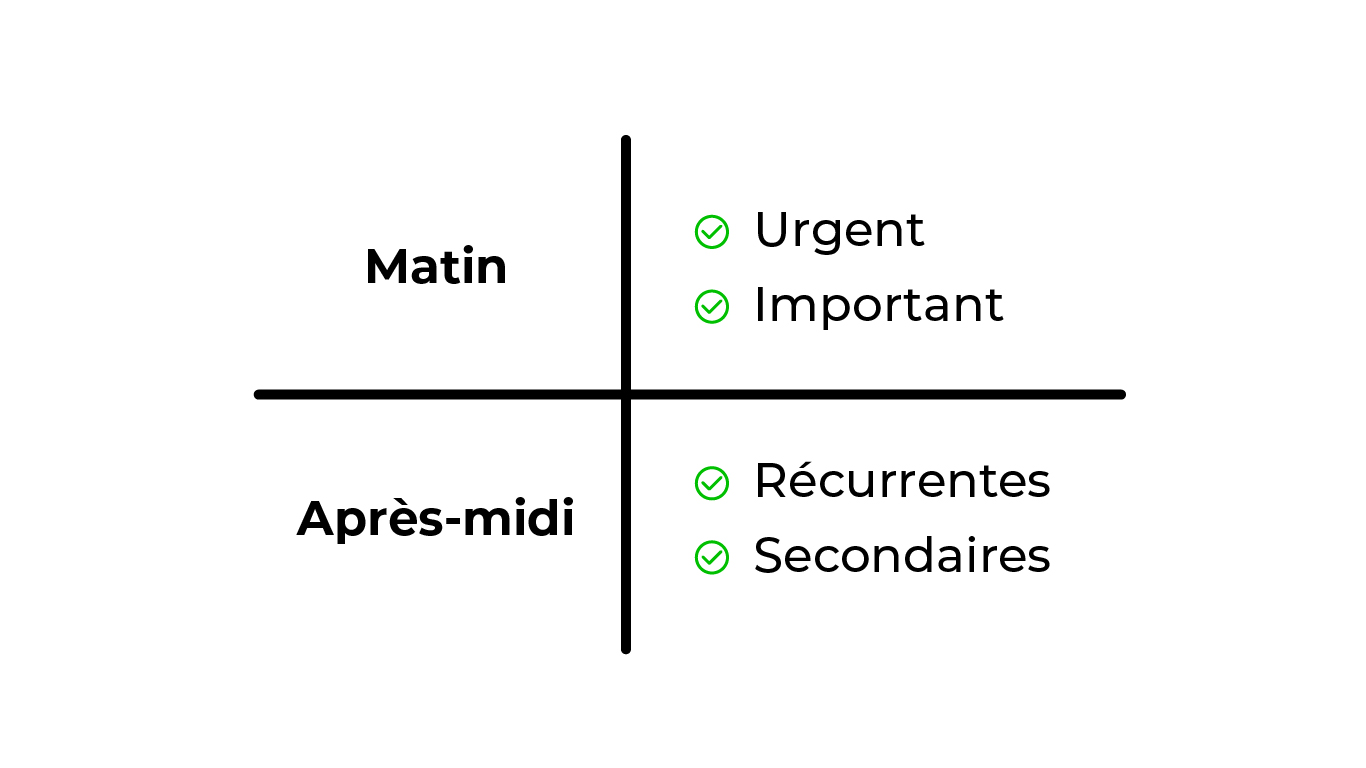 Matin
Urgent
Important
Après-midi
Récurrentes
Secondaires